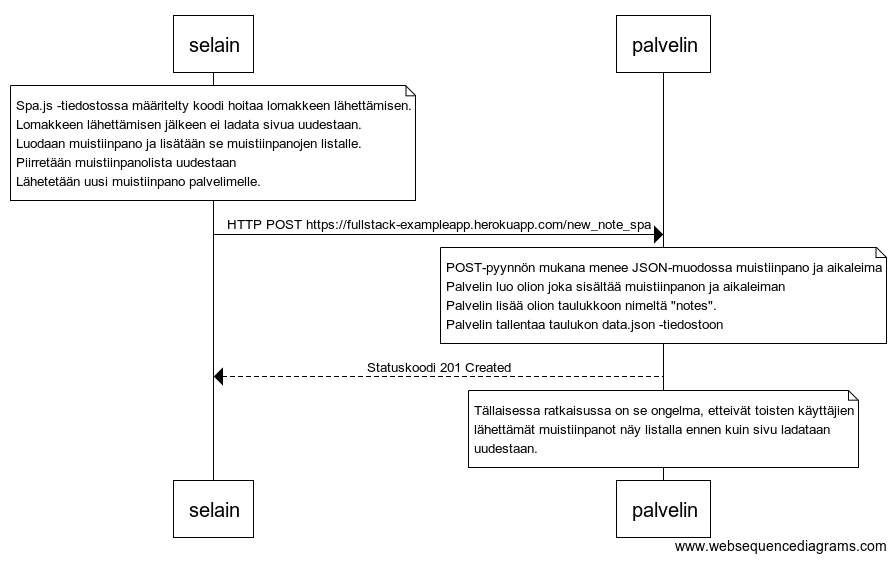 selain
palvelin
Spa.js -tiedostossa määritelty koodi hoitaa lomakkeen lähettämisen.
Lomakkeen lähettämisen jälkeen ei ladata sivua uudestaan.
Luodaan muistiinpano ja lisätään se muistiinpanojen listalle.
Piirretään muistiinpanolista uudestaan
Lähetetään uusi muistiinpano palvelimelle.
HTTP POST https://fullstack-exampleapp.herokuapp.com/new_note_spa
POST-pyynnön mukana menee JSON-muodossa muistiinpano ja aikaleima
Palvelin luo olion joka sisältää muistiinpanon ja aikaleiman
Palvelin lisää olion taulukkoon nimeltä "notes".
Palvelin tallentaa taulukon data.json -tiedostoon
Statuskoodi 201 Created
Tällaisessa ratkaisussa on se ongelma, etteivät toisten käyttäjien
lähettämät muistiinpanot näy listalla ennen kuin sivu ladataan
uudestaan.
selain
palvelin
www.websequencediagrams.com